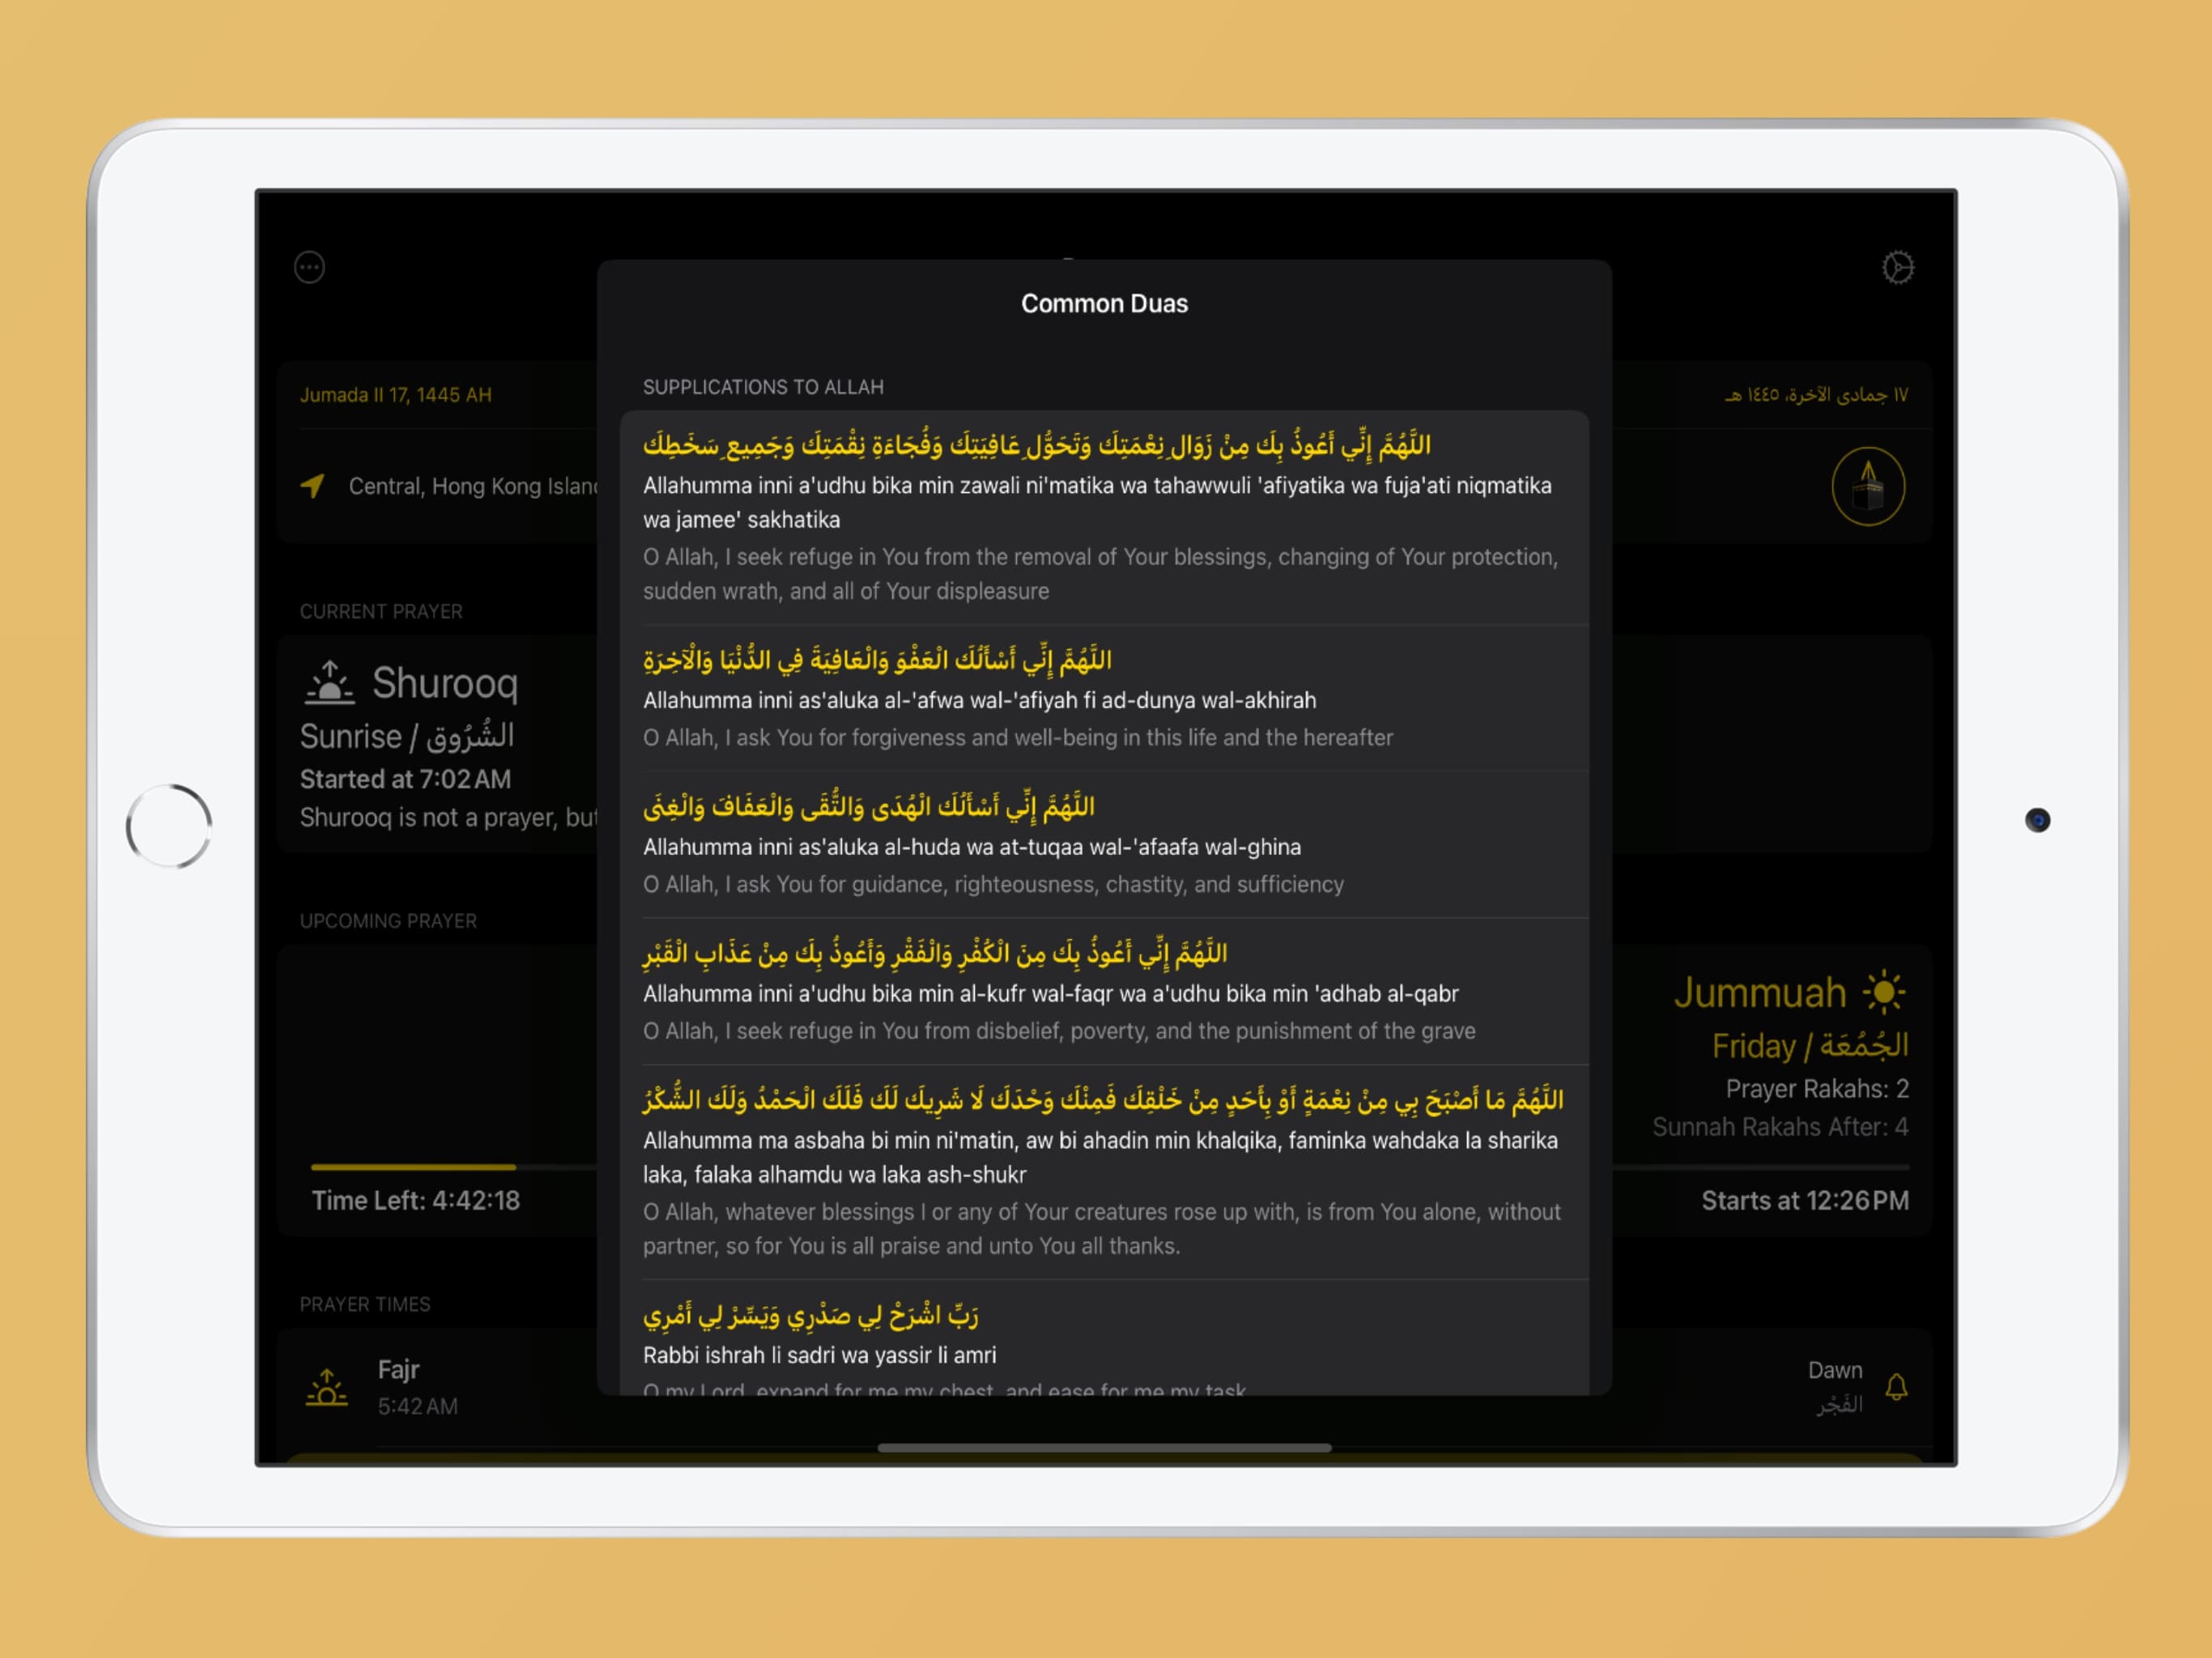 Common Duas
Jumada II 17, 1445 AH
١٧ جمادى الآخرة، ١٤٤٥ هـ
Central, Hong Kong Island
CURRENT PRAYER
Shurooq
Sunrise / الشُّرُوق
Started at 7:02 AM
Shurooq is not a prayer, but
UPCOMING PRAYER
Time Left: 4:42:18
Jummuah
Friday / الجُمُعَة
Prayer Rakahs: 2
Sunnah Rakahs After: 4
Starts at 12:26 PM
PRAYER TIMES
Fajr
5:42 AM
Dawn
الفَجْر
SUPPLICATIONS TO ALLAH
اللَّهُمَّ إِنِّي أَعُوذُ بِكَ مِنْ زَوَالِ نِعْمَتِكَ وَتَحَوُّلِ عَافِيَتِكَ وَفُجَاءَةِ نِقْمَتِكَ وَجَمِيعِ سَخَطِكَ
Allahumma inni a'udhu bika min zawali ni'matika wa tahawwuli 'afiyatika wa fuja'ati niqmatika
wa jamee' sakhatika
O Allah, I seek refuge in You from the removal of Your blessings, changing of Your protection,
sudden wrath, and all of Your displeasure
اللَّهُمَّ إِنِّي أَسْأَلُكَ الْعَفْوَ وَالْعَافِيَةَ فِي الدُّنْيَا وَالْآخِرَةِ
Allahumma inni as'aluka al-'afwa wal-'afiyah fi ad-dunya wal-akhirah
O Allah, I ask You for forgiveness and well-being in this life and the hereafter
اللَّهُمَّ إِنِّي أَسْأَلُكَ الْهُدَى وَالتُّقَى وَالْعَفَافَ وَالْغِنَى
Allahumma inni as'aluka al-huda wa at-tuqaa wal-'afaafa wal-ghina
O Allah, I ask You for guidance, righteousness, chastity, and sufficiency
اللَّهُمَّ إِنِّي أَعُوذُ بِكَ مِنَ الْكُفْرِ وَالْفَقْرِ وَأَعُوذُ بِكَ مِنْ عَذَابِ الْقَبْرِ
Allahumma inni a'udhu bika min al-kufr wal-faqr wa a'udhu bika min 'adhab al-qabr
O Allah, I seek refuge in You from disbelief, poverty, and the punishment of the grave
اللَّهُمَّ مَا أَصْبَحَ بِي مِنْ نِعْمَةٍ أَوْ بِأَحَدٍ مِنْ خَلْقِكَ فَمِنْكَ وَحْدَكَ لَا شَرِيكَ لَكَ فَلَكَ الْحَمْدُ وَلَكَ الشُّكْرُ
Allahumma ma asbaha bi min ni'matin, aw bi ahadin min khalqika, faminka wahdaka la sharika
laka, falaka alhamdu wa laka ash-shukr
O Allah, whatever blessings I or any of Your creatures rose up with, is from You alone, without
partner, so for You is all praise and unto You all thanks.
رَبِّ اشْرَحْ لِي صَدْرِي وَيَسِّرْ لِي أَمْرِي
Rabbi ishrah li sadri wa yassir li amri
O my Lord, expand for me my chest, and ease for me my task